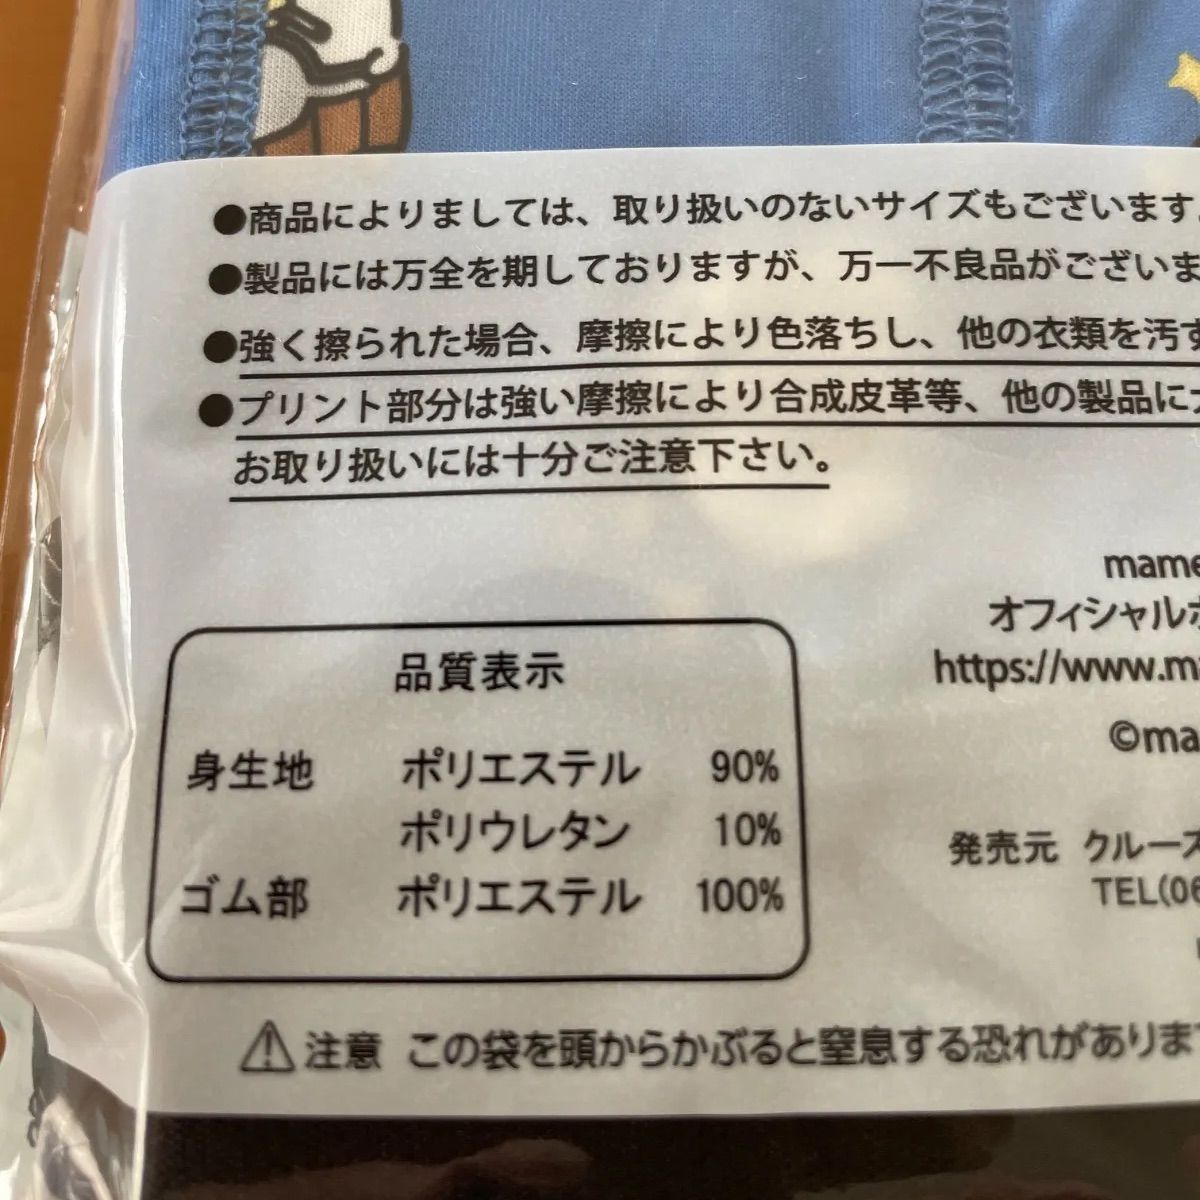 ●商品によりましては、取り扱いのないサイズもございます。
●製品には万全を期しておりますが、万一不良品がございま
●強く擦られた場合、摩擦により色落ちし、他の衣類を汚す
●プリント部分は強い摩擦により合成皮革等、他の製品に
お取り扱いには十分ご注意下さい。
mame
オフィシャルホ
https://www.ma
©ma
品質表示
身生地 ポリエステル 90%
ポリウレタン 10%
ゴム部 ポリエステル 100%
発売元 クルーズ
TEL(06
⚠注意 この袋を頭からかぶると窒息する恐れがありま